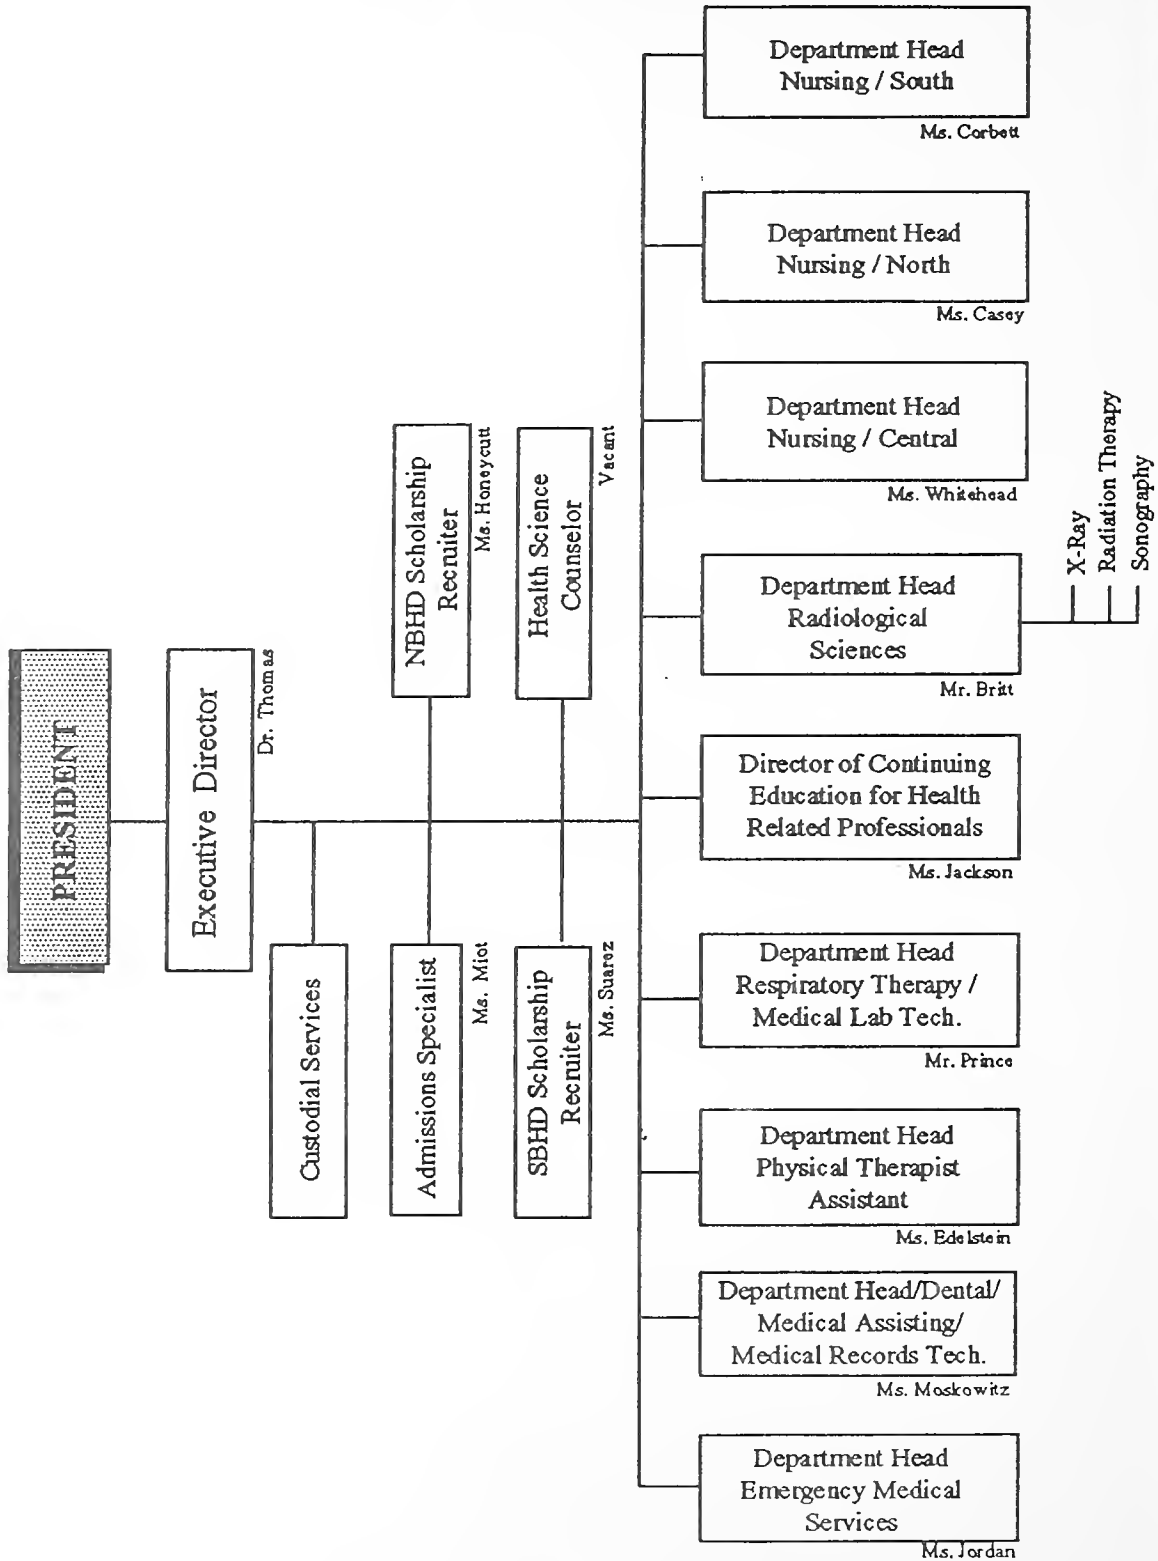 PRESIDENT
Executive Director
Dr. Thomas
Custodial Services
Admissions Specialist
Ms. Miot
NBHD Scholarship
Recruiter
Ms. Honeycutt
SBHD Scholarship
Recruiter
Ms. Suarez
Health Science
Counselor
Vacant
Department Head
Nursing / South
Ms. Corbett
Department Head
Nursing / North
Ms. Casey
Department Head
Nursing / Central
Ms. Whitehead
Department Head
Radiological
Sciences
Mr. Britt
X-Ray
Radiation Therapy
Sonography
Director of Continuing
Education for Health
Related Professionals
Ms. Jackson
Department Head
Respiratory Therapy /
Medical Lab Tech.
Mr. Prince
Department Head
Physical Therapist
Assistant
Ms. Edelstein
Department Head/Dental/
Medical Assisting/
Medical Records Tech.
Ms. Moskowitz
Department Head
Emergency Medical
Services
Ms. Jordan